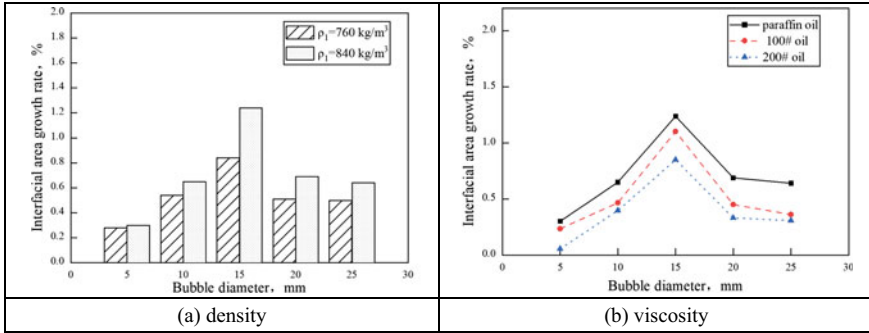 2.0
1.8
1.6
1.4
1.2
1.0
0.8
0.6
0.4
0.2
0.0
Interfacial area growth rate, %
ρ₁=760 kg/m³
ρ₁=840 kg/m³
0 5 10 15 20 25 30
Bubble diameter, mm
(a) density
2.0
1.5
1.0
0.5
0.0
Interfacial area growth rate, %
paraffin oil
100# oil
200# oil
0 5 10 15 20 25 30
Bubble diameter, mm
(b) viscosity